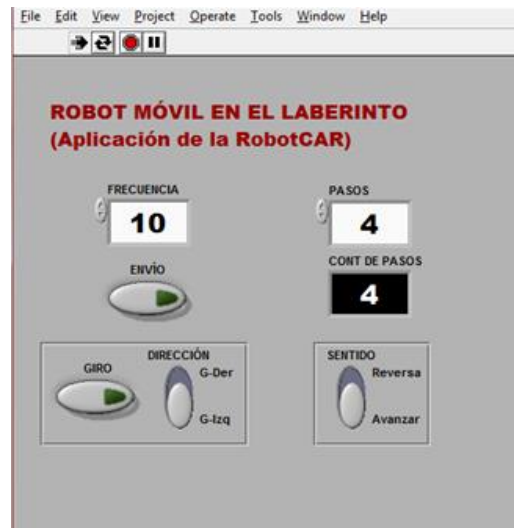 File Edit View Project Operate Tools Window Help
ROBOT MÓVIL EN EL LABERINTO
(Aplicación de la RobotCAR)
FRECUENCIA
10
PASOS
4
ENVÌO
CONT DE PASOS
4
GIRO
DIRECCIÓN
G-Der
G-Izq
SENTIDO
Reversa
Avanzar